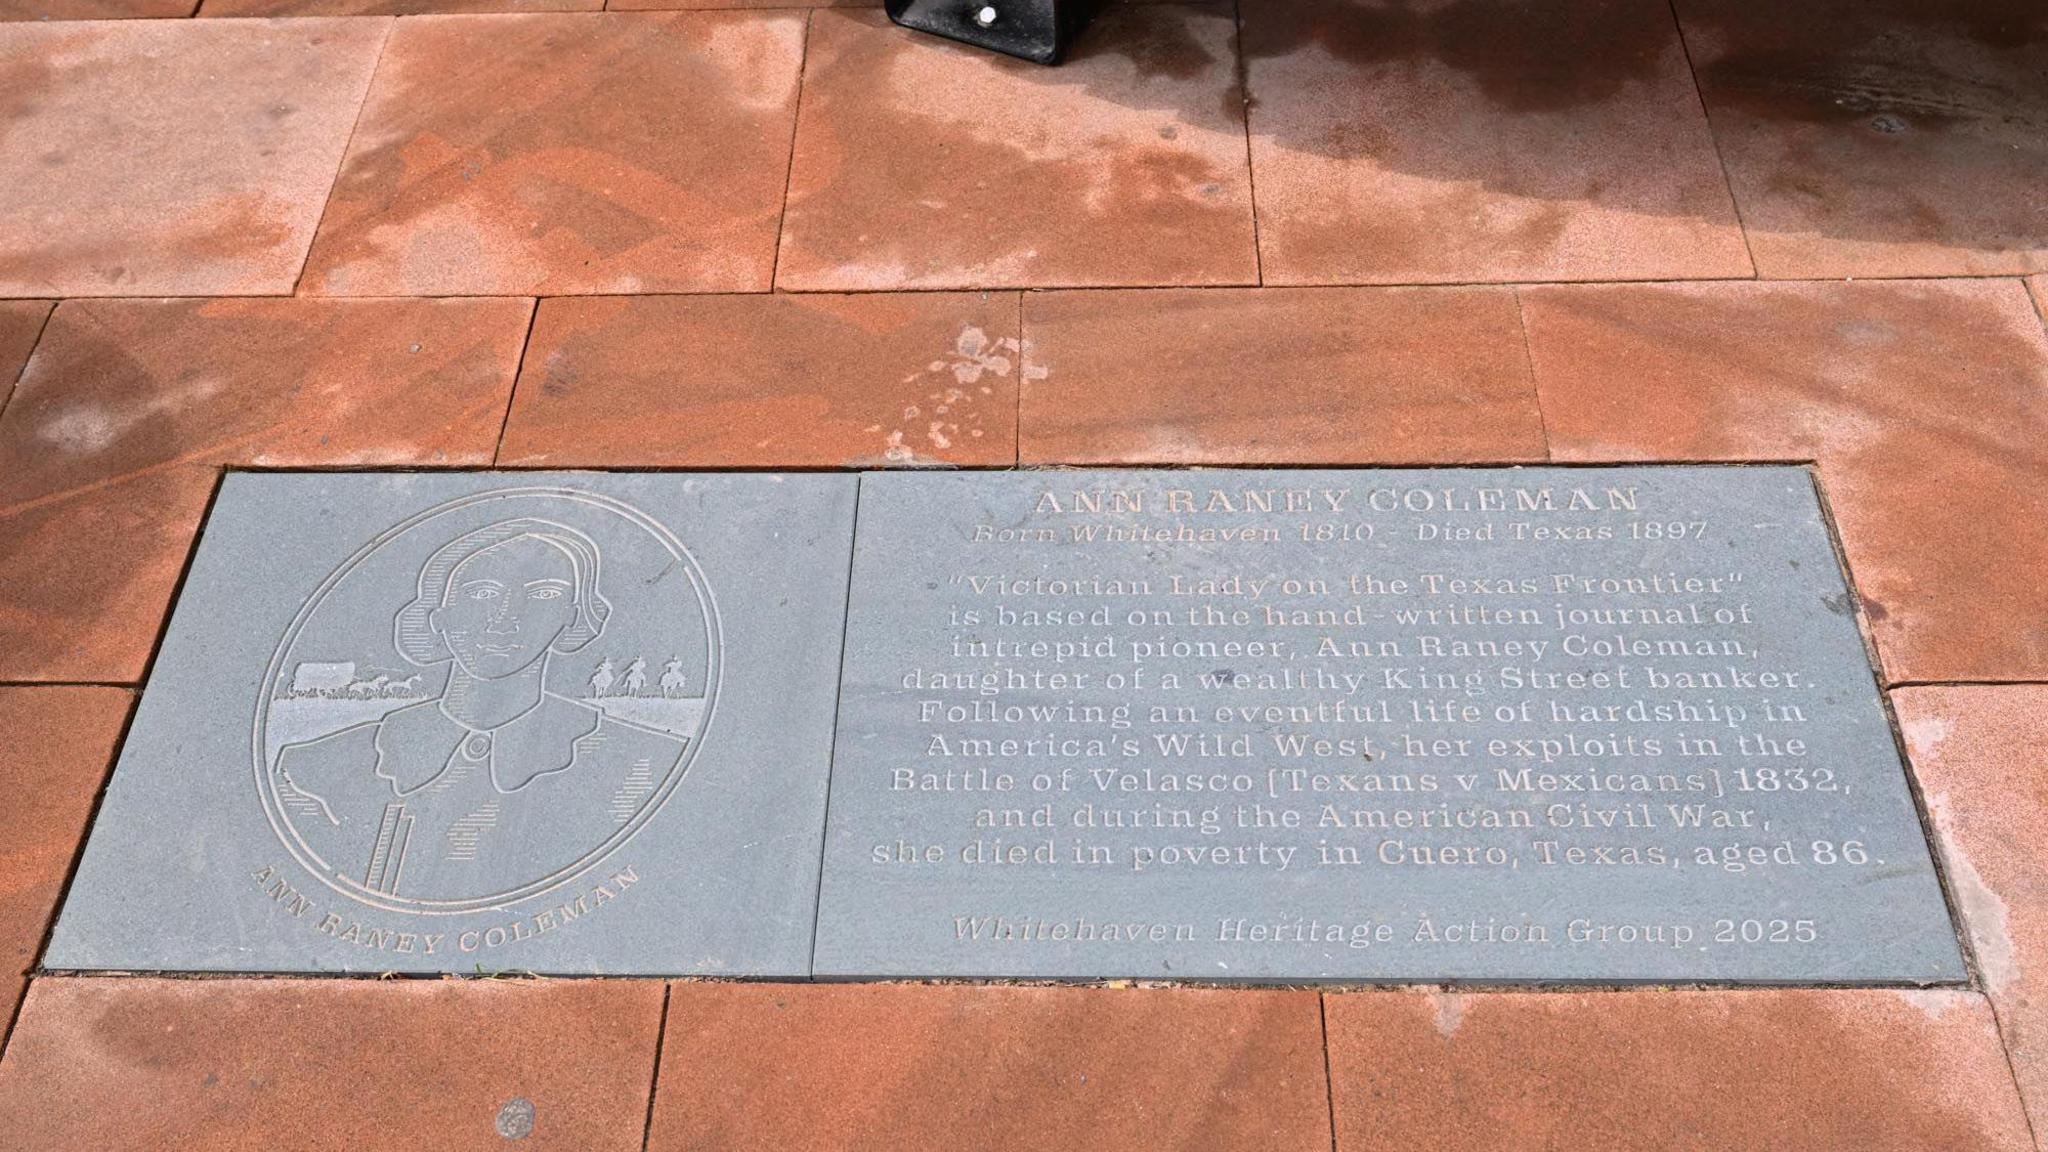 ANN RANEY COLEMAN
ANN RANEY COLEMAN
Born Whitehaven 1810 - Died Texas 1897
"Victorian Lady on the Texas Frontier"
is based on the hand-written journal of
intrepid pioneer, Ann Raney Coleman,
daughter of a wealthy King Street banker.
Following an eventful life of hardship in
America's Wild West, her exploits in the
Battle of Velasco [Texans v Mexicans] 1832,
and during the American Civil War,
she died in poverty in Cuero, Texas, aged 86.
Whitehaven Heritage Action Group 2025